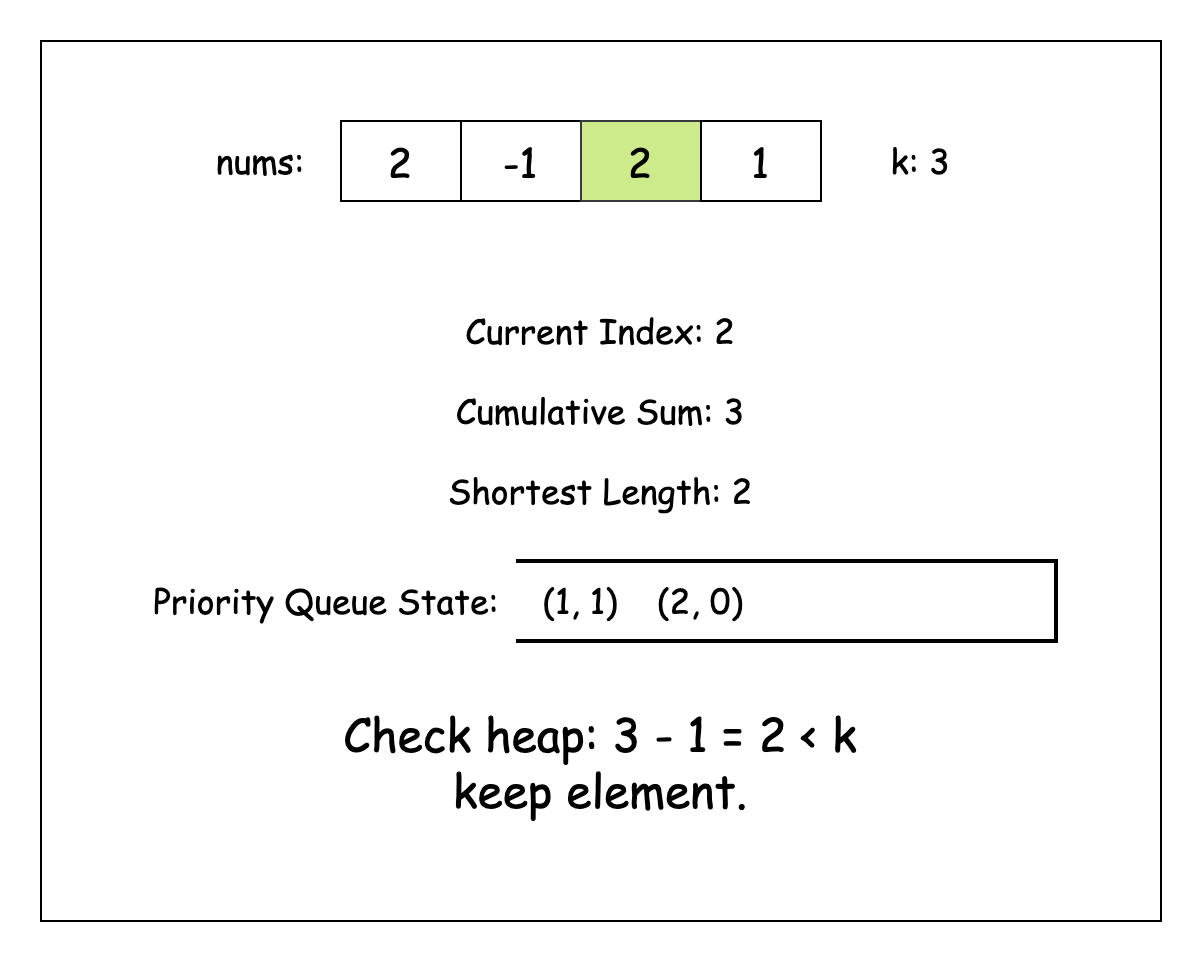 nums: 2 -1 2 1 k: 3
Current Index: 2
Cumulative Sum: 3
Shortest Length: 2
Priority Queue State: (1, 1) (2, 0)
Check heap: 3 - 1 = 2 < k
keep element.